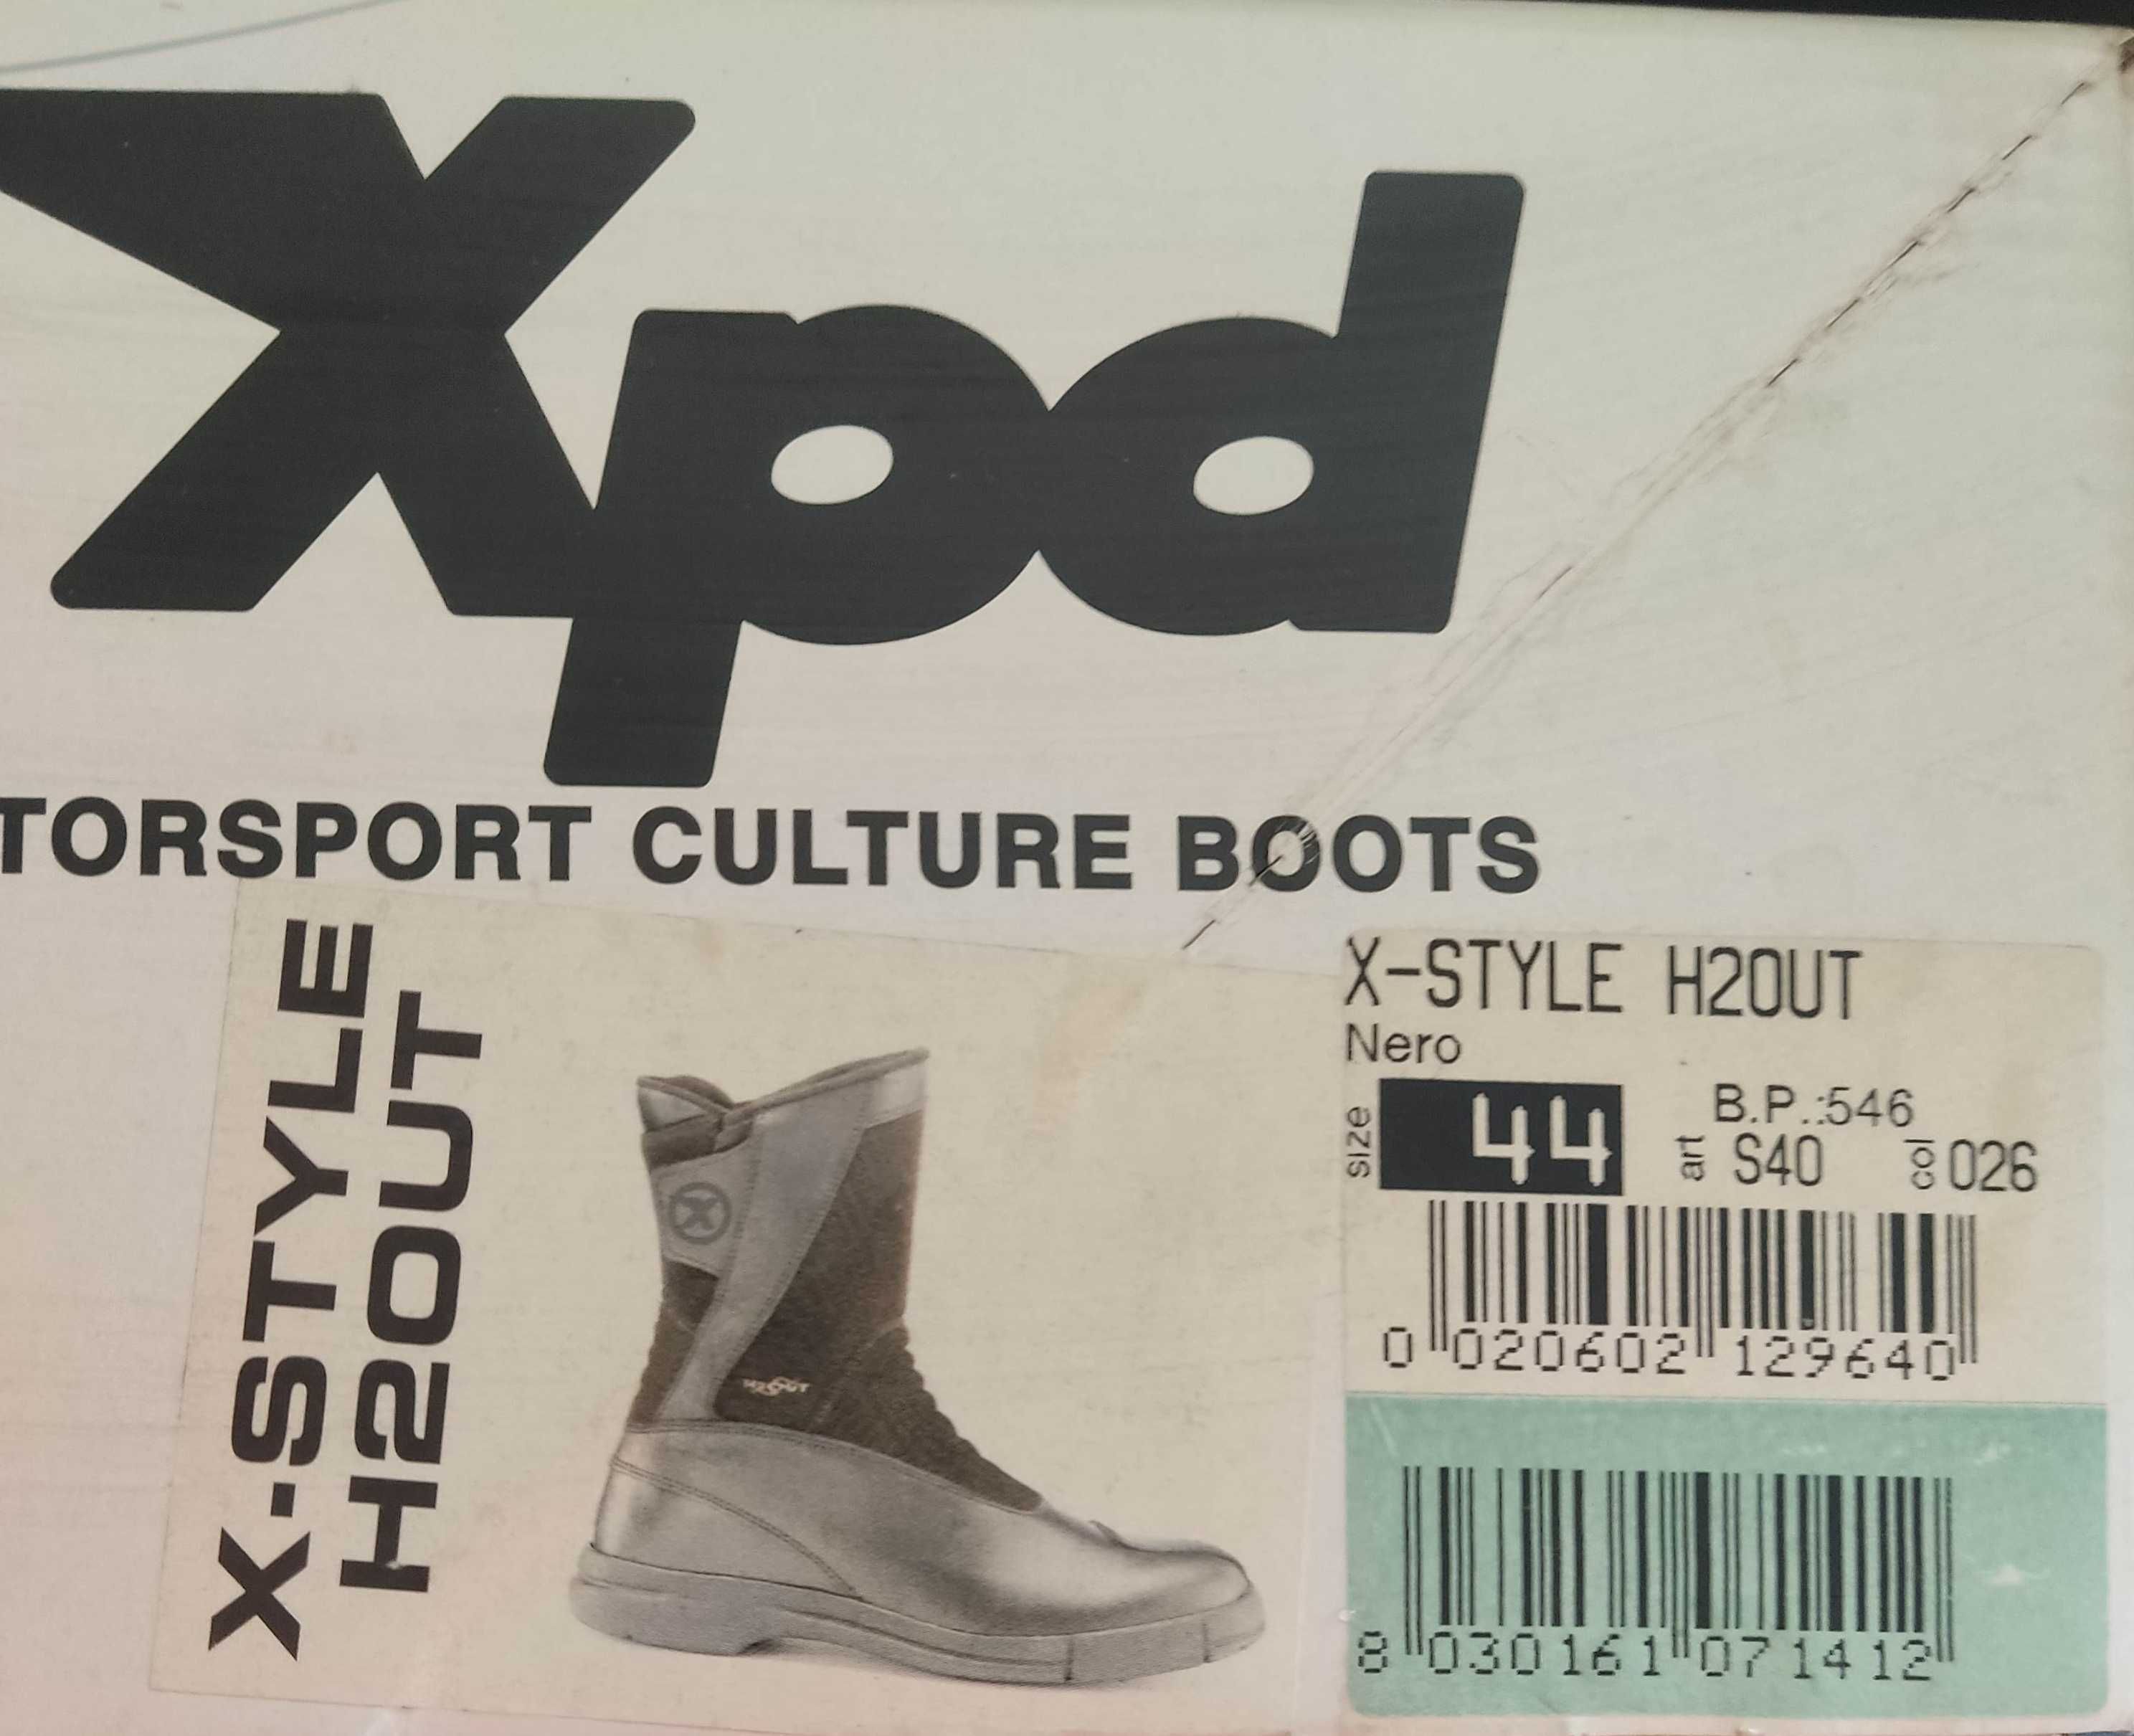 Xpd
TORSPORT CULTURE BOOTS
X-STYLE
H2OUT
H2OUT
X-STYLE H2OUT
Nero
size 44
B.P.:546
art S40 col 026
0 020602 129640
8 030161 071412